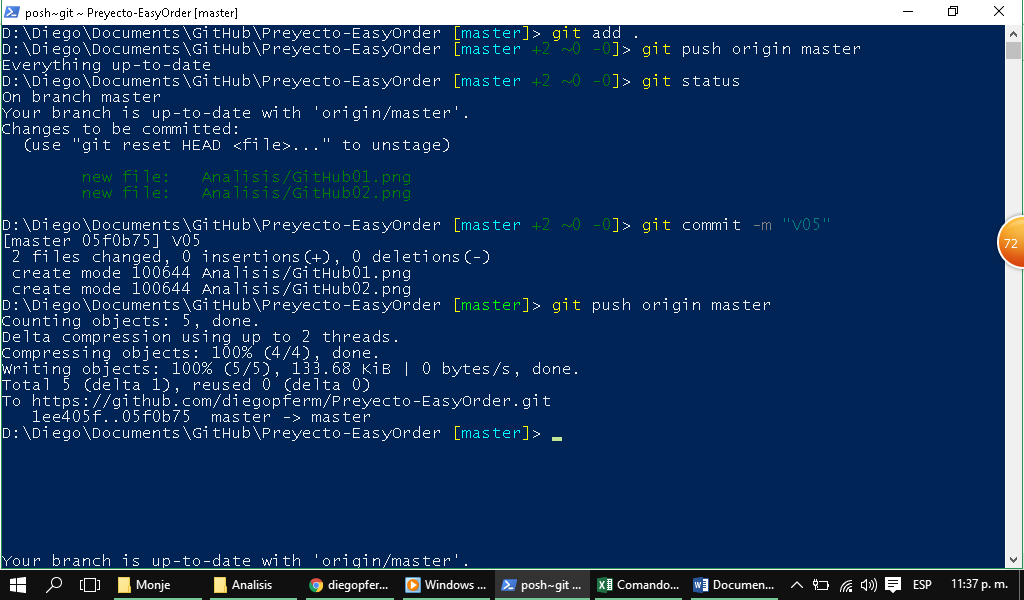 posh~git ~ Preyecto-EasyOrder [master]
D:\Diego\Documents\GitHub\Preyecto-EasyOrder [master]> git add .
D:\Diego\Documents\GitHub\Preyecto-EasyOrder [master +2 ~0 -0]> git push origin master
Everything up-to-date
D:\Diego\Documents\GitHub\Preyecto-EasyOrder [master +2 ~0 -0]> git status
On branch master
Your branch is up-to-date with 'origin/master'.
Changes to be committed:
  (use "git reset HEAD <file>..." to unstage)
        new file:   Analisis/GitHub01.png
        new file:   Analisis/GitHub02.png
D:\Diego\Documents\GitHub\Preyecto-EasyOrder [master +2 ~0 -0]> git commit -m "V05"
[master 05f0b75] V05
 2 files changed, 0 insertions(+), 0 deletions(-)
 create mode 100644 Analisis/GitHub01.png
 create mode 100644 Analisis/GitHub02.png
D:\Diego\Documents\GitHub\Preyecto-EasyOrder [master]> git push origin master
Counting objects: 5, done.
Delta compression using up to 2 threads.
Compressing objects: 100% (4/4), done.
Writing objects: 100% (5/5), 133.68 KiB | 0 bytes/s, done.
Total 5 (delta 1), reused 0 (delta 0)
To https://github.com/diegopferm/Preyecto-EasyOrder.git
   1ee405f..05f0b75  master -> master
D:\Diego\Documents\GitHub\Preyecto-EasyOrder [master]>
72
Your branch is up-to-date with 'origin/master'.
Monje Analisis diegopfer... Windows ... posh~git ... Comando... Documen... ESP 11:37 p. m.